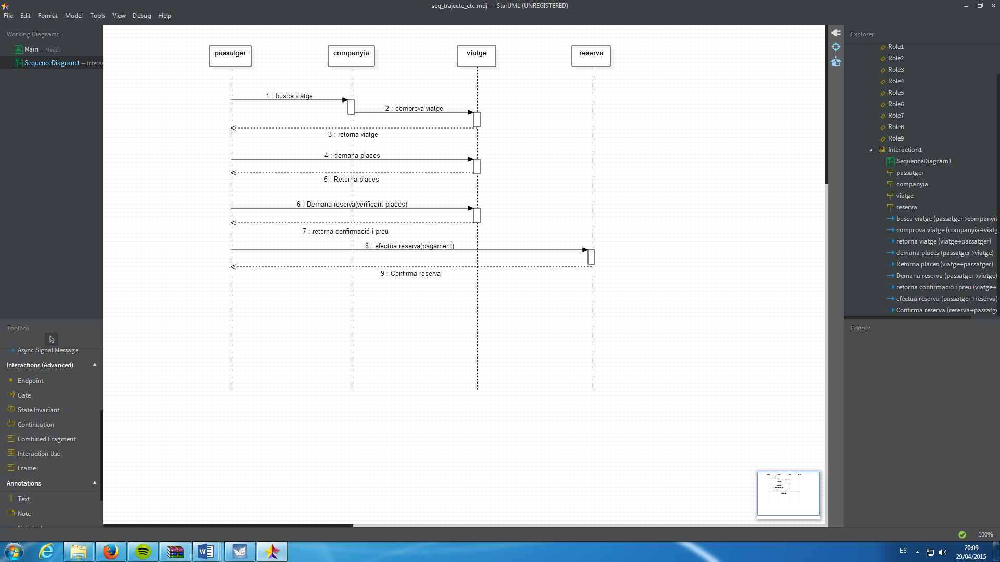 seq_trajecte_etc.mdj — StarUML (UNREGISTERED)
File Edit Format Model Tools View Debug Help
Working Diagrams
Main — Model
SequenceDiagram1 — Interac
passatger companyia viatge reserva
1 : busca viatge
2 : comprova viatge
3 : retorna viatge
4 : demana places
5 : Retorna places
6 : Demana reserva(verificant places)
7 : retorna confirmació i preu
8 : efectua reserva(pagament)
9 : Confirma reserva
Toolbox
Async Signal Message
Interactions (Advanced)
Endpoint
Gate
State Invariant
Continuation
Combined Fragment
Interaction Use
Frame
Annotations
Text
Note
Explorer
Role1
Role2
Role3
Role4
Role5
Role6
Role7
Role8
Role9
Interaction1
SequenceDiagram1
passatger
companyia
viatge
reserva
busca viatge (passatger→companyia
comprova viatge (companyia→viatg
retorna viatge (viatge→passatger)
demana places (passatger→viatge)
Retorna places (viatge→passatger)
Demana reserva (passatger→viatge)
retorna confirmació i preu (viatge→
efectua reserva (passatger→reserva)
Confirma reserva (reserva→passatge
Editors
100%
ES
20:09
29/04/2015